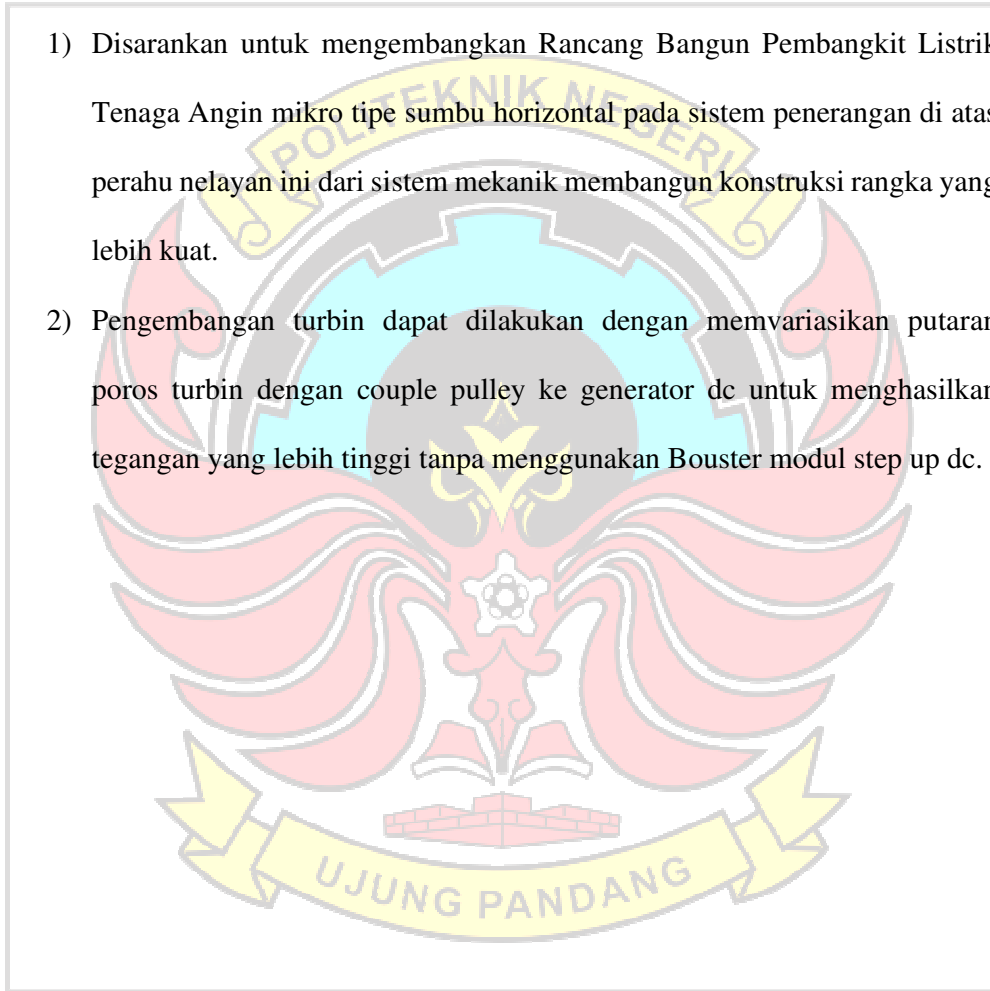 1) Disarankan untuk mengembangkan Rancang Bangun Pembangkit Listrik
Tenaga Angin mikro tipe sumbu horizontal pada sistem penerangan di atas
perahu nelayan ini dari sistem mekanik membangun konstruksi rangka yang
lebih kuat.
2) Pengembangan turbin dapat dilakukan dengan memvariasikan putaran
poros turbin dengan couple pulley ke generator dc untuk menghasilkan
tegangan yang lebih tinggi tanpa menggunakan Bouster modul step up dc.
POLITEKNIK NEGERI
UJUNG PANDANG